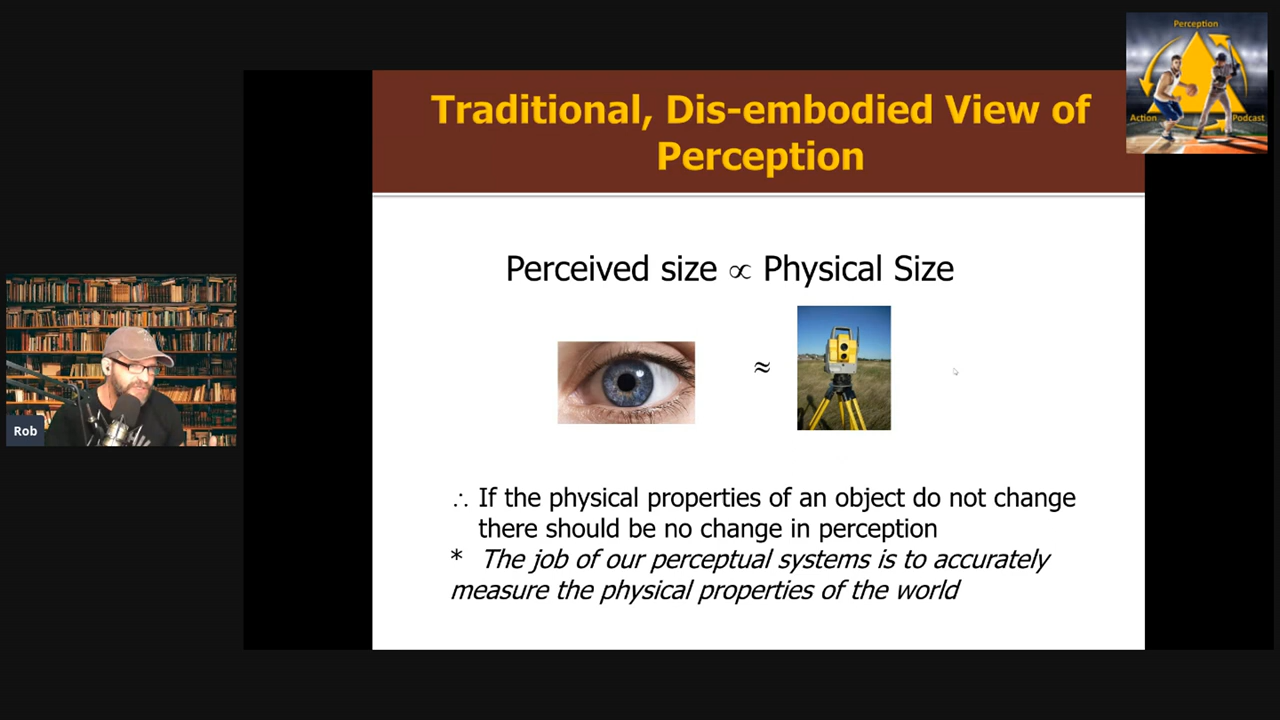 Perception
Action
Podcast
Traditional, Dis-embodied View of
Perception
Perceived size ∝ Physical Size
≈
∴ If the physical properties of an object do not change
there should be no change in perception
* The job of our perceptual systems is to accurately
measure the physical properties of the world
Rob